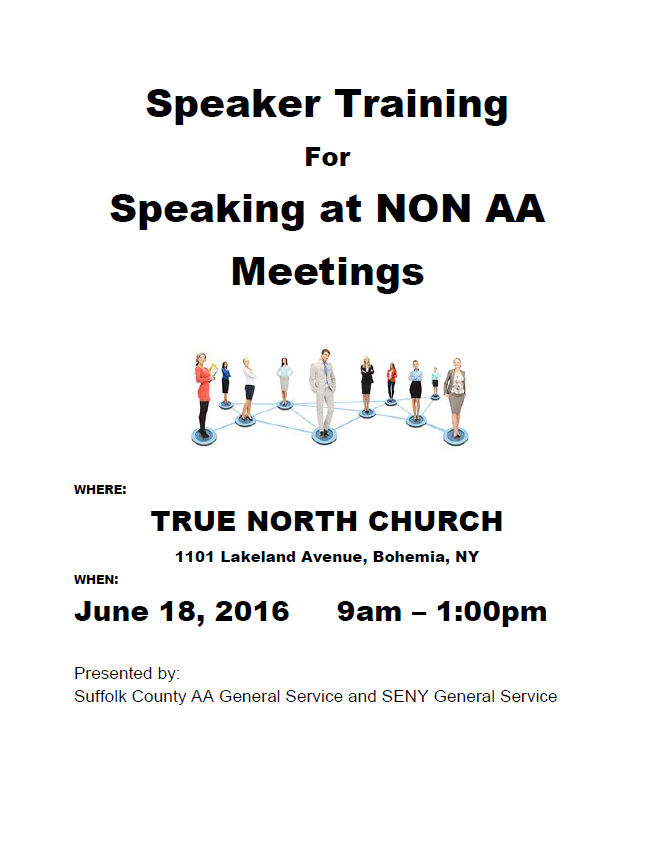 Speaker Training
For
Speaking at NON AA
Meetings
WHERE:
TRUE NORTH CHURCH
1101 Lakeland Avenue, Bohemia, NY
WHEN:
June 18, 2016 9am – 1:00pm
Presented by:
Suffolk County AA General Service and SENY General Service